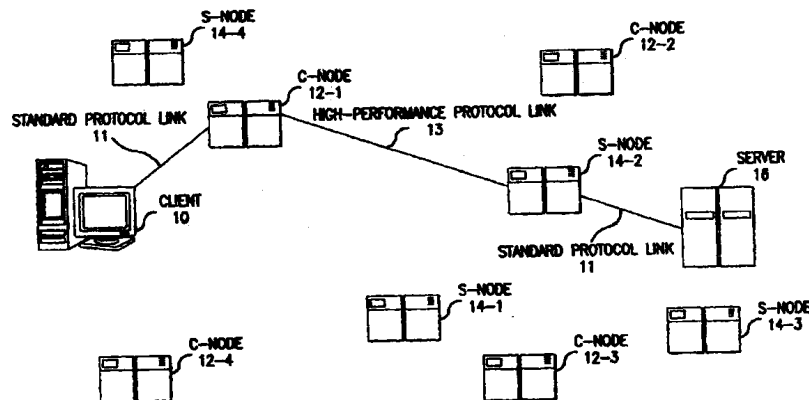 S-NODE
14-4
C-NODE
12-2
C-NODE
12-1
STANDARD PROTOCOL LINK
11
HIGH-PERFORMANCE PROTOCOL LINK
13
S-NODE
14-2
SERVER
16
CLIENT
10
STANDARD PROTOCOL LINK
11
S-NODE
14-1
S-NODE
14-3
C-NODE
12-4
C-NODE
12-3